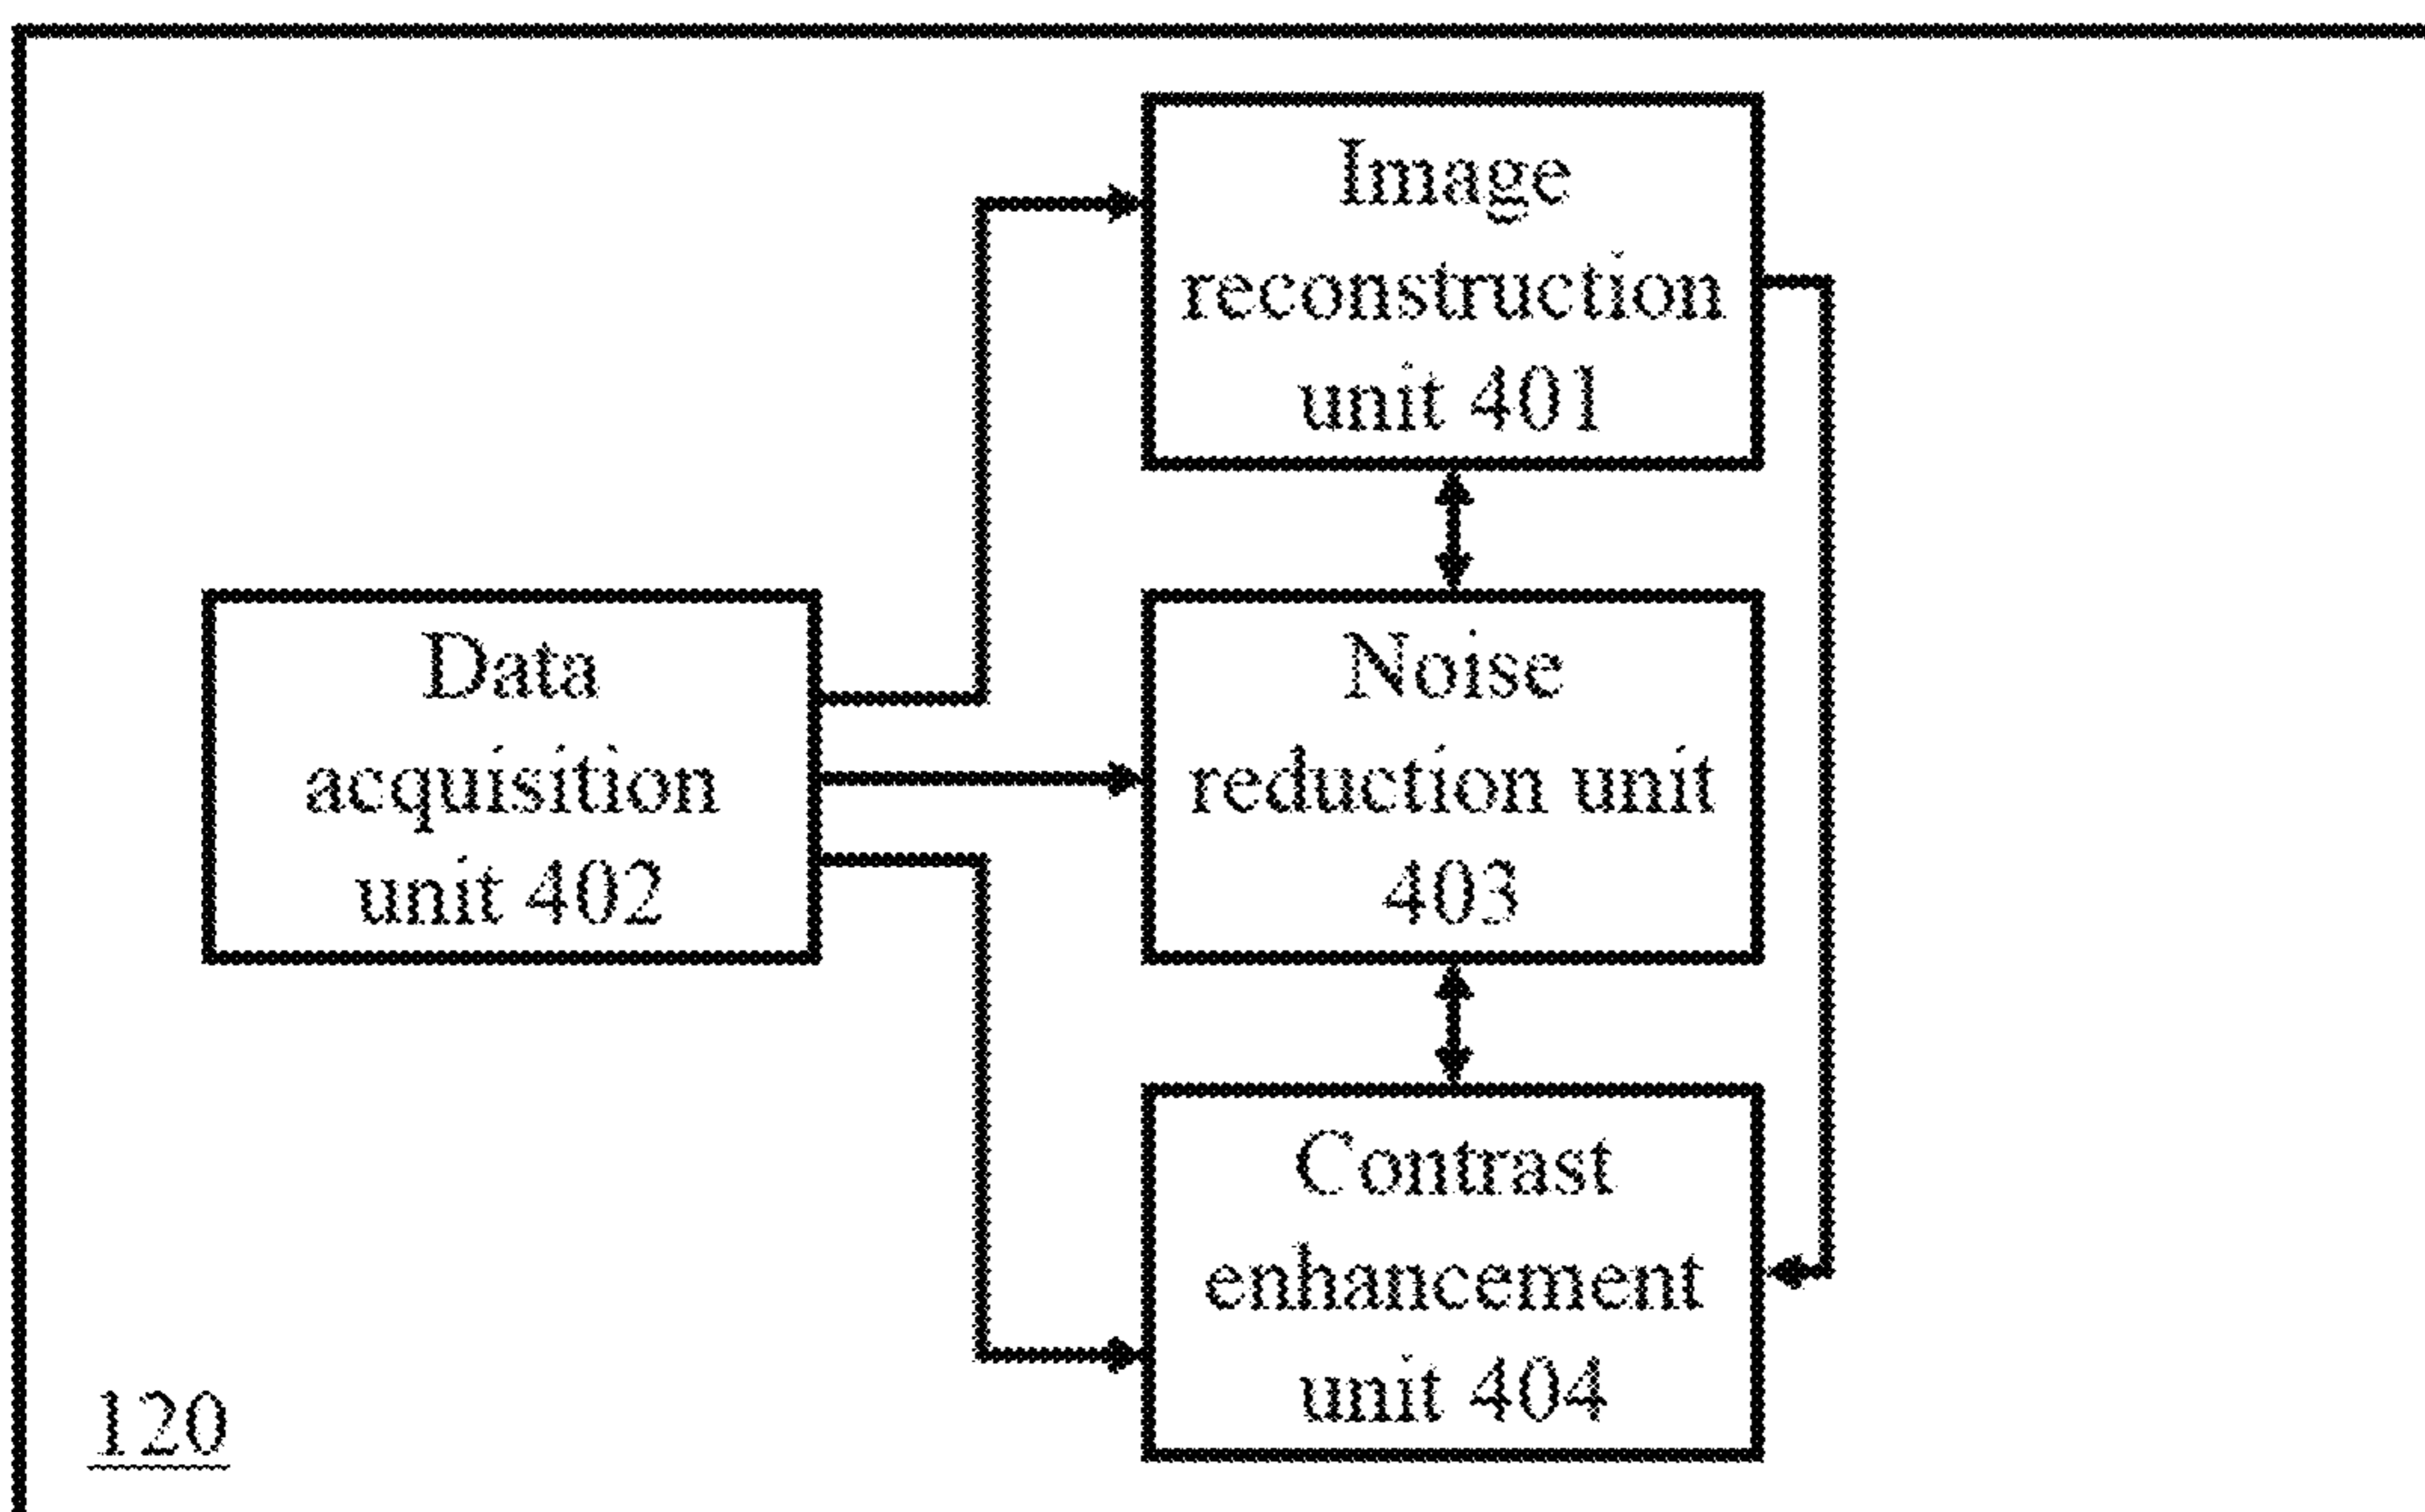 Image
reconstruction
unit 401
Data
acquisition
unit 402
Noise
reduction unit
403
Contrast
enhancement
unit 404
120